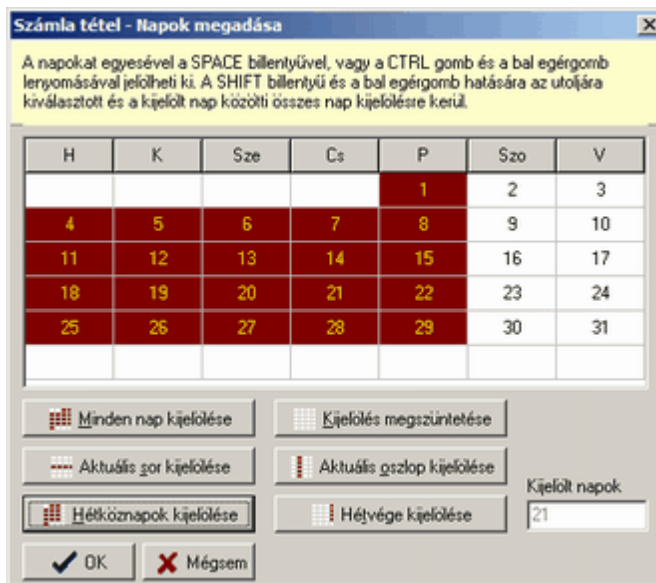 Számla tétel - Napok megadása
A napokat egyesével a SPACE billentyűvel, vagy a CTRL gomb és a bal egérgomb
lenyomásával jelölheti ki. A SHIFT billentyű és a bal egérgomb hatására az utoljára
kiválasztott és a kijelölt nap közötti összes nap kijelölésre kerül.
H K Sze Cs P Szo V
1 2 3
4 5 6 7 8 9 10
11 12 13 14 15 16 17
18 19 20 21 22 23 24
25 26 27 28 29 30 31
Minden nap kijelölése Kijelölés megszüntetése
Aktuális sor kijelölése Aktuális oszlop kijelölése
Kijelölt napok
Hétköznapok kijelölése Hétvége kijelölése 21
OK Mégsem